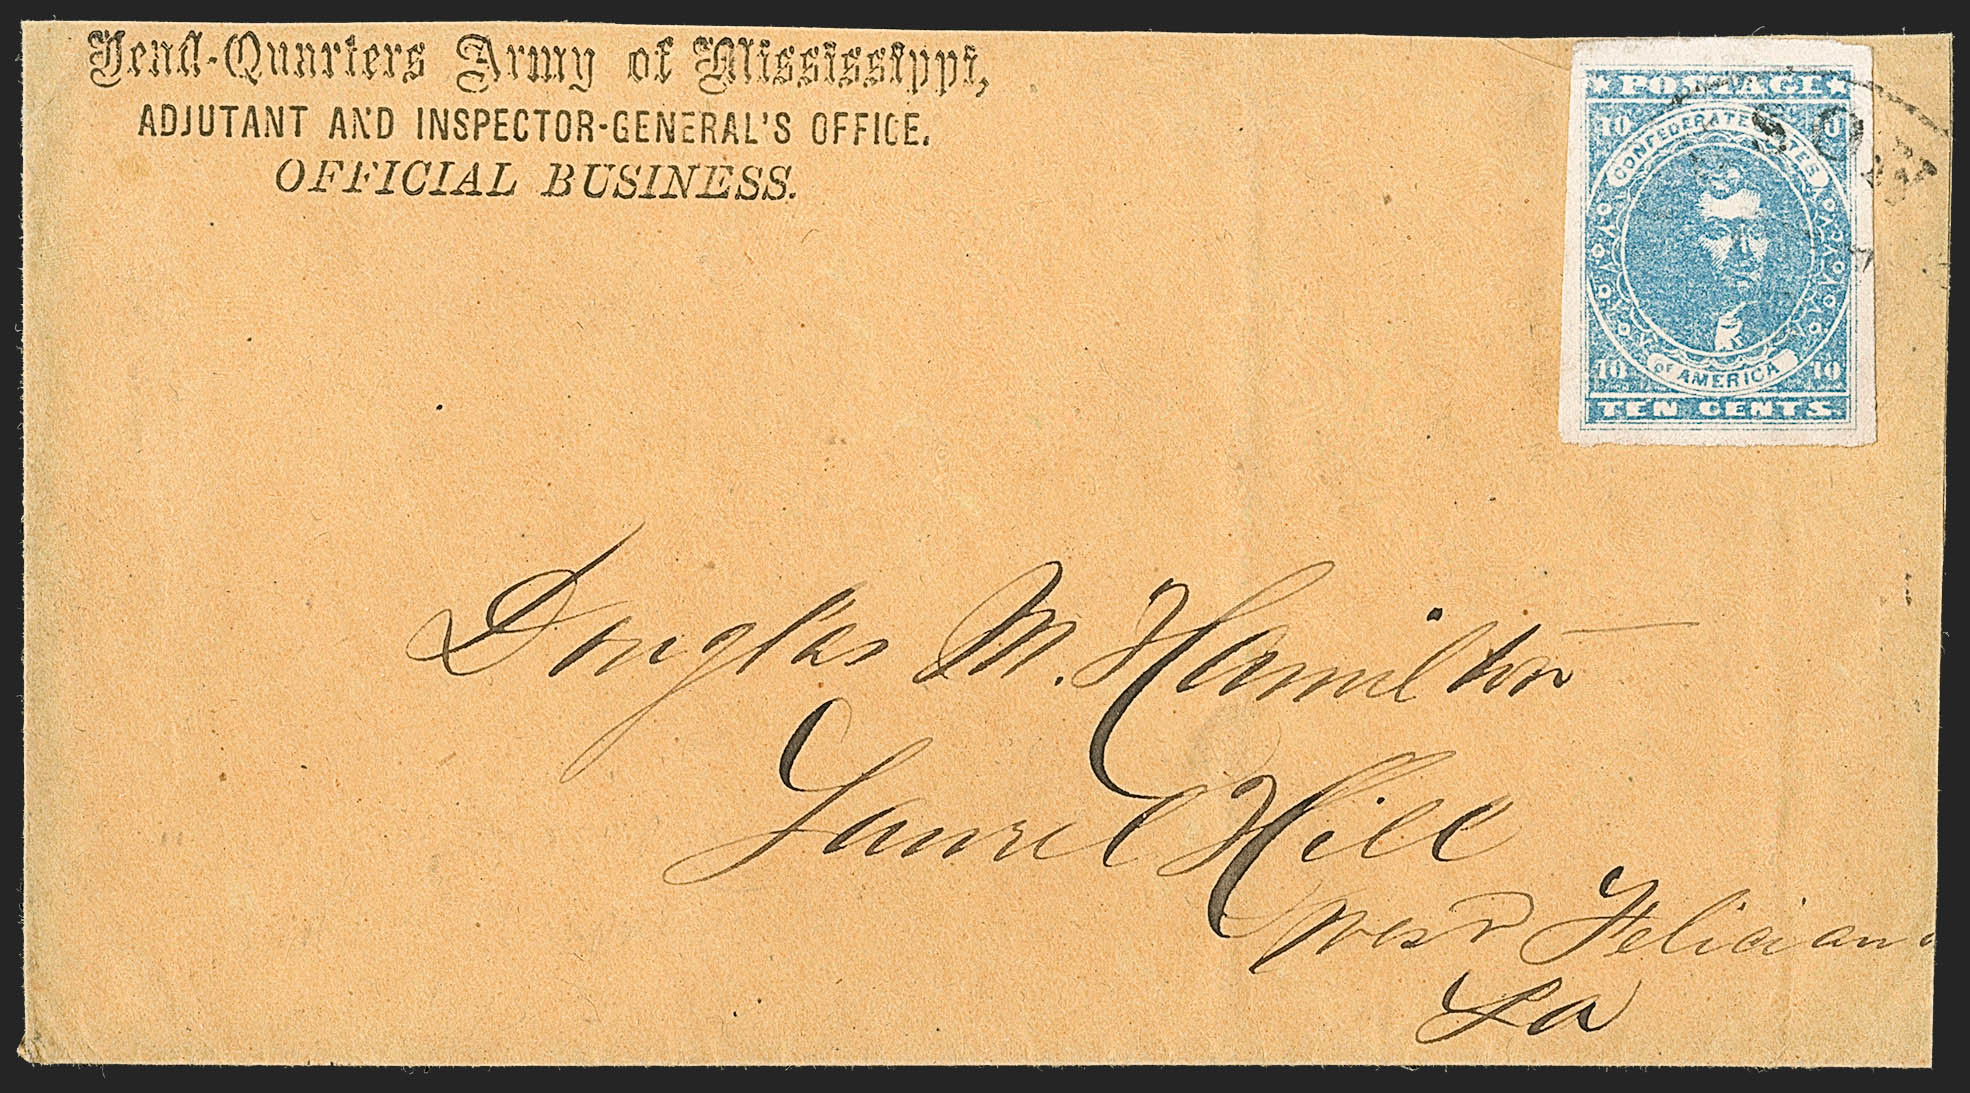 Head-Quarters Army of Mississippi,
ADJUTANT AND INSPECTOR-GENERAL'S OFFICE.
OFFICIAL BUSINESS.
POSTAGE
10 10
CONFEDERATE STATES
OF AMERICA
10 10
TEN CENTS
Douglas M. Hamilton
Laurel Hill
West Feliciana
La